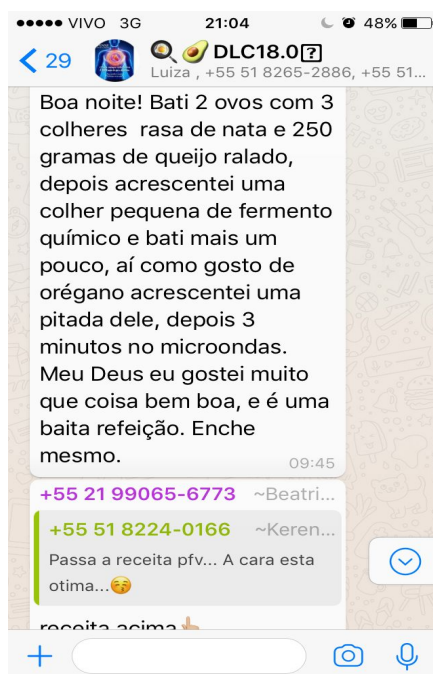 VIVO 3G 21:04 48%
29 DLC18.0?
Luiza , +55 51 8265-2886, +55 51...
Boa noite! Bati 2 ovos com 3
colheres rasa de nata e 250
gramas de queijo ralado,
depois acrescentei uma
colher pequena de fermento
químico e bati mais um
pouco, aí como gosto de
orégano acrescentei uma
pitada dele, depois 3
minutos no microondas.
Meu Deus eu gostei muito
que coisa bem boa, e é uma
baita refeição. Enche
mesmo.
09:45
+55 21 99065-6773 ~Beatri...
+55 51 8224-0166 ~Keren...
Passa a receita pfv... A cara esta
otima...😚
receita acima👆🏼